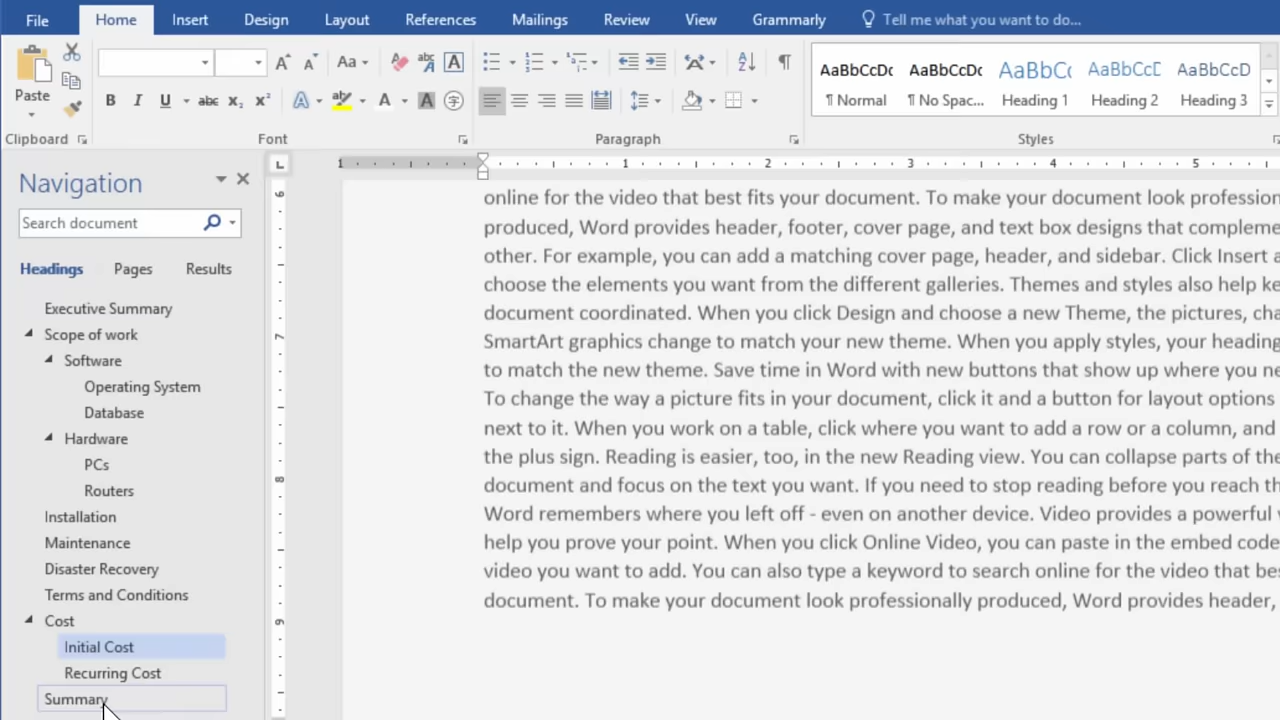 File Home Insert Design Layout References Mailings Review View Grammarly Tell me what you want to do...
Paste
Clipboard Font Paragraph Styles
AaBbCcDc AaBbCcDc AaBbCc AaBbCcC AaBbCcD
¶ Normal ¶ No Spac... Heading 1 Heading 2 Heading 3
Navigation
Search document
Headings Pages Results
Executive Summary
Scope of work
Software
Operating System
Database
Hardware
PCs
Routers
Installation
Maintenance
Disaster Recovery
Terms and Conditions
Cost
Initial Cost
Recurring Cost
Summary
1 1 2 3 4 5
6
7
8
9
online for the video that best fits your document. To make your document look profession
produced, Word provides header, footer, cover page, and text box designs that compleme
other. For example, you can add a matching cover page, header, and sidebar. Click Insert a
choose the elements you want from the different galleries. Themes and styles also help ke
document coordinated. When you click Design and choose a new Theme, the pictures, cha
SmartArt graphics change to match your new theme. When you apply styles, your heading
to match the new theme. Save time in Word with new buttons that show up where you ne
To change the way a picture fits in your document, click it and a button for layout options
next to it. When you work on a table, click where you want to add a row or a column, and
the plus sign. Reading is easier, too, in the new Reading view. You can collapse parts of the
document and focus on the text you want. If you need to stop reading before you reach th
Word remembers where you left off - even on another device. Video provides a powerful
help you prove your point. When you click Online Video, you can paste in the embed code
video you want to add. You can also type a keyword to search online for the video that bes
document. To make your document look professionally produced, Word provides header,